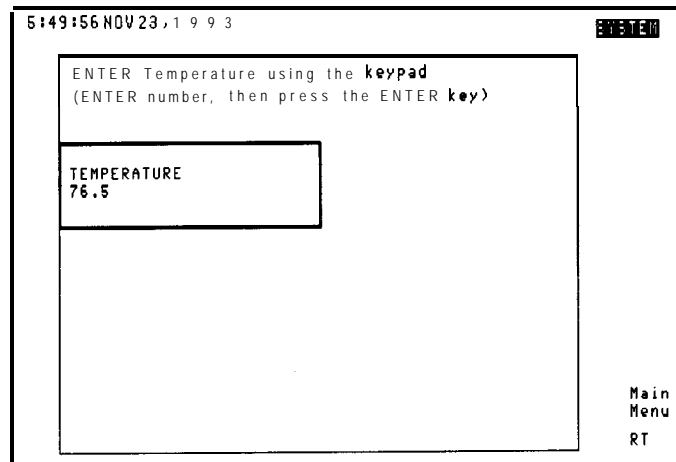 5:49:56 NOV 23, 1993
SYSTEM
ENTER Temperature using the keypad
(ENTER number, then press the ENTER key)
TEMPERATURE
76.5
Main
Menu
RT